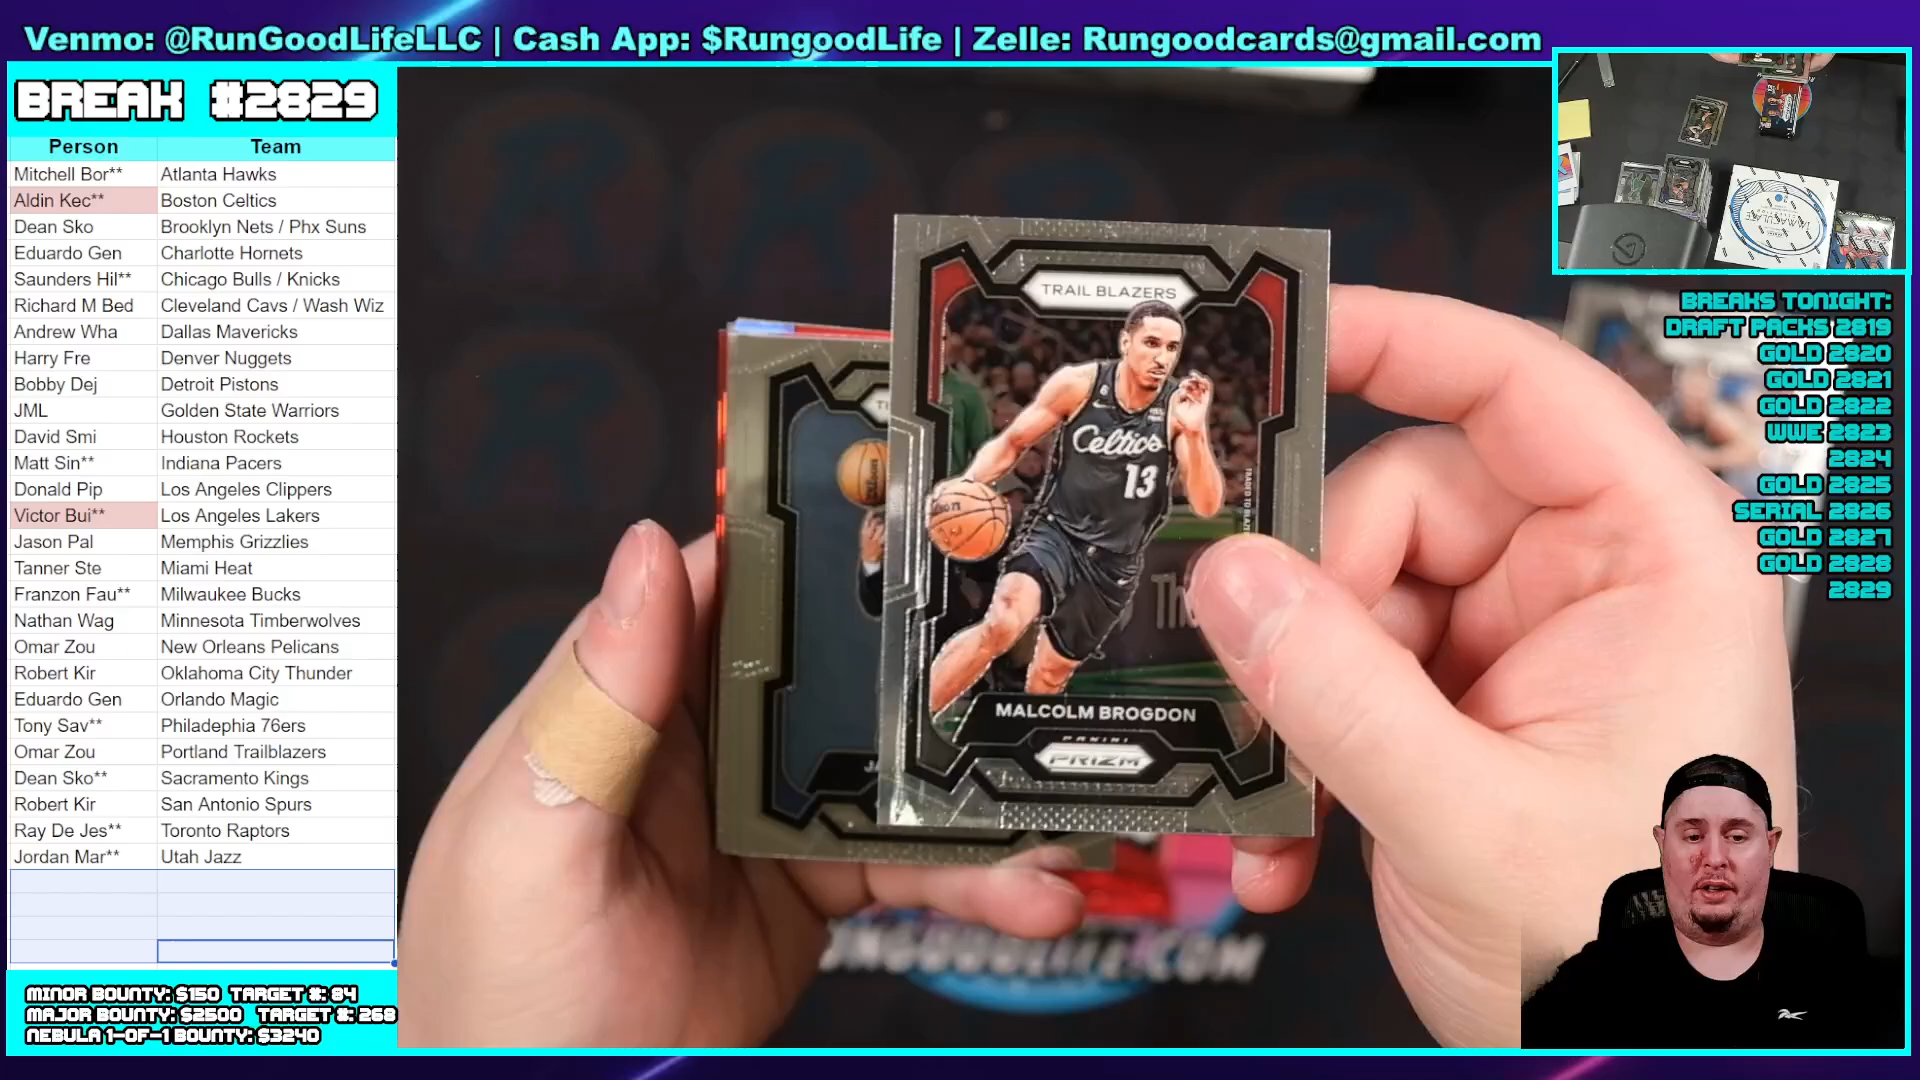 Venmo: @RunGoodLifeLLC | Cash App: $RungoodLife | Zelle: Rungoodcards@gmail.com
BREAK #2829
Person Team
Mitchell Bor** Atlanta Hawks
Aldin Kec** Boston Celtics
Dean Sko Brooklyn Nets / Phx Suns
Eduardo Gen Charlotte Hornets
Saunders Hil** Chicago Bulls / Knicks
Richard M Bed Cleveland Cavs / Wash Wiz
Andrew Wha Dallas Mavericks
Harry Fre Denver Nuggets
Bobby Dej Detroit Pistons
JML Golden State Warriors
David Smi Houston Rockets
Matt Sin** Indiana Pacers
Donald Pip Los Angeles Clippers
Victor Bui** Los Angeles Lakers
Jason Pal Memphis Grizzlies
Tanner Ste Miami Heat
Franzon Fau** Milwaukee Bucks
Nathan Wag Minnesota Timberwolves
Omar Zou New Orleans Pelicans
Robert Kir Oklahoma City Thunder
Eduardo Gen Orlando Magic
Tony Sav** Philadephia 76ers
Omar Zou Portland Trailblazers
Dean Sko** Sacramento Kings
Robert Kir San Antonio Spurs
Ray De Jes** Toronto Raptors
Jordan Mar** Utah Jazz
MINOR BOUNTY: $150 TARGET #: 84
MAJOR BOUNTY: $2500 TARGET #: 268
NEBULA 1-OF-1 BOUNTY: $3240
TRAIL BLAZERS
Celtics
13
MALCOLM BROGDON
PANINI
PRIZM
BREAKS TONIGHT:
DRAFT PACKS 2819
GOLD 2820
GOLD 2821
GOLD 2822
WWE 2823
2824
GOLD 2825
SERIAL 2826
GOLD 2827
GOLD 2828
2829